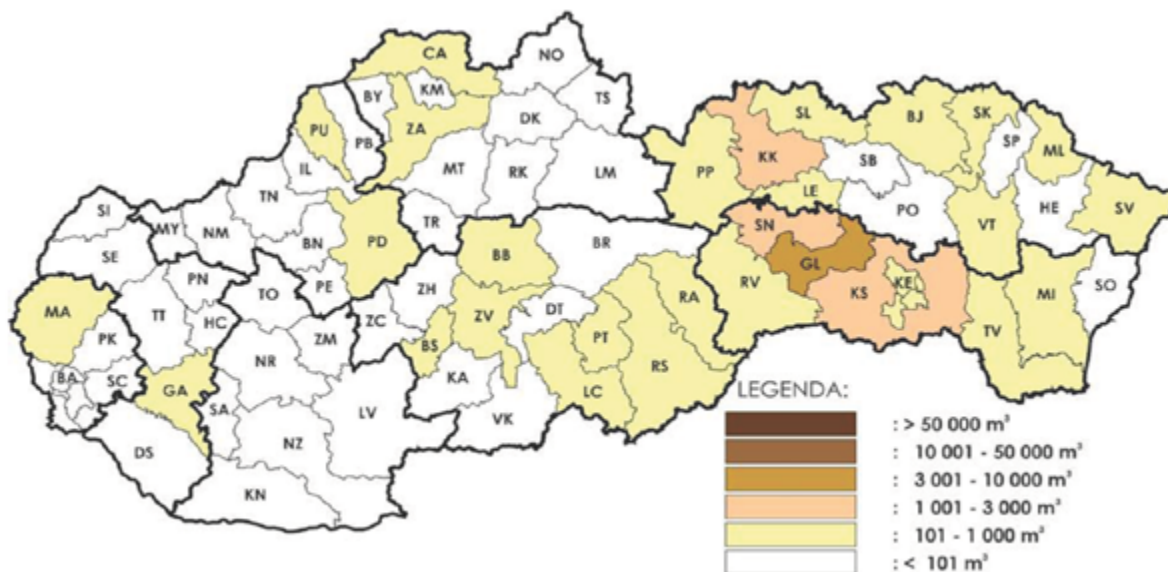 NO
CA
KM
BY
TS
PU
ZA
DK
PB
SL
BJ
SK
SP
ML
KK
SB
IL
MT
RK
LM
PP
LE
TN
HE
SV
SI
PO
VT
MY
NM
TR
SN
BN
PD
BR
SE
BB
GL
PN
PE
ZH
RV
KS
KE
TO
MI
SO
MA
TT
HC
ZC
ZV
DT
RA
PK
ZM
BS
PT
TV
NR
RS
BA
SC
GA
KA
LC
SA
LV
VK
DS
NZ
KN
LEGENDA:
: > 50 000 m³
: 10 001 - 50 000 m³
: 3 001 - 10 000 m³
: 1 001 - 3 000 m³
: 101 - 1 000 m³
: < 101 m³